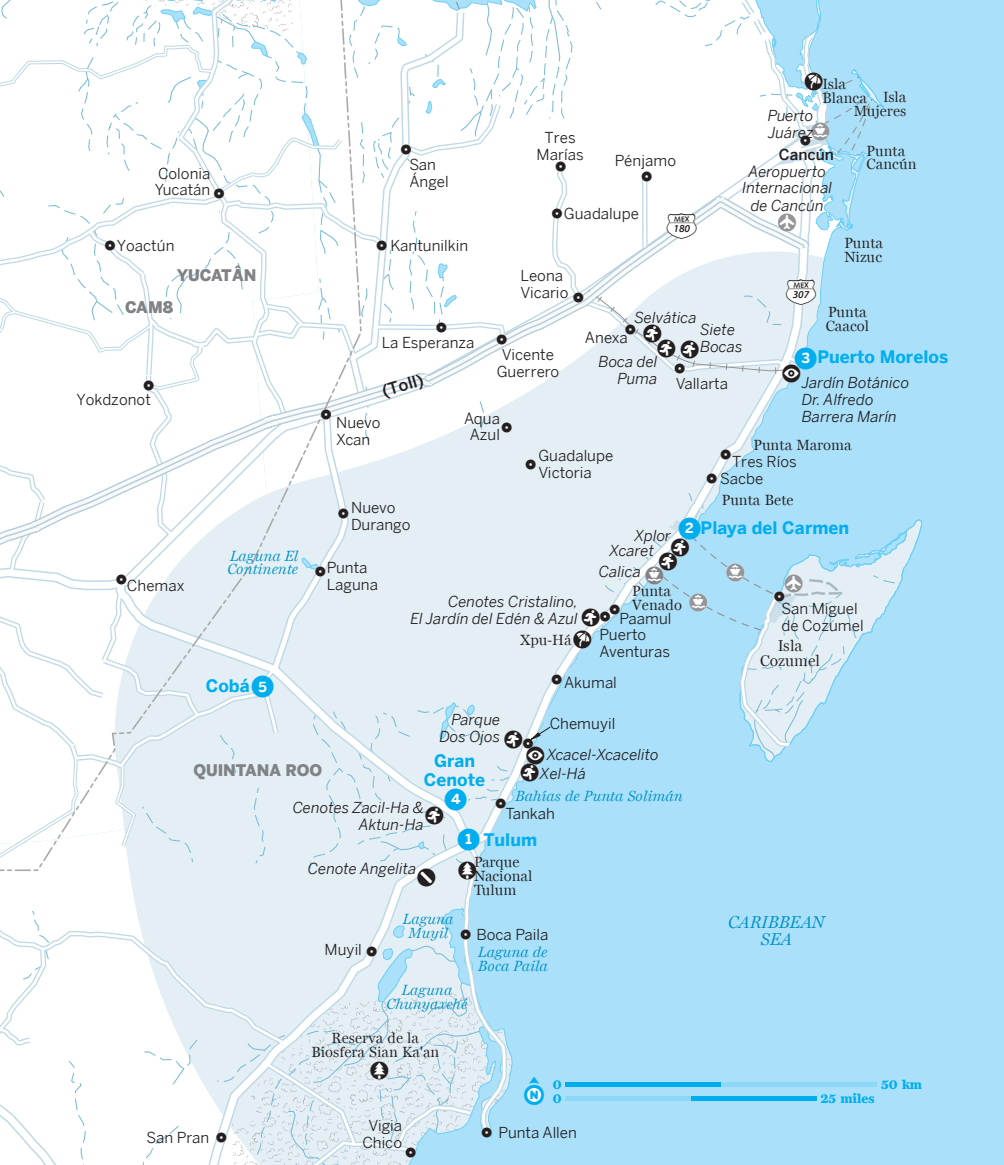 Isla
Blanca
Isla
Mujeres
Puerto
Juárez
Cancún
Punta
Cancún
Aeropuerto
Internacional
de Cancún
Tres
Marías
Pénjamo
San
Ángel
Colonia
Yucatán
Guadalupe
MEX
180
Yoactún
Kantunilkin
Punta
Nizuc
YUCATÂN
CAM8
Leona
Vicario
MEX
307
Punta
Caacol
Selvática
Siete
Bocas
Anexa
La Esperanza
Vicente
Guerrero
Boca del
Puma
Vallarta
3 Puerto Morelos
Jardín Botánico
Dr. Alfredo
Barrera Marín
(Toll)
Yokdzonot
Nuevo
Xcan
Aqua
Azul
Guadalupe
Victoria
Punta Maroma
Tres Ríos
Sacbe
Punta Bete
Nuevo
Durango
2 Playa del Carmen
Xplor
Xcaret
Calica
Laguna El
Continente
Punta
Laguna
Chemax
Punta
Venado
Cenotes Cristalino,
El Jardín del Edén & Azul
Paamul
San Miguel
de Cozumel
Xpu-Há
Puerto
Aventuras
Isla
Cozumel
Cobá 5
Akumal
Parque
Dos Ojos
Chemuyil
Xcacel-Xcacelito
Xel-Há
QUINTANA ROO
Gran
Cenote
4
Bahías de Punta Solimán
Cenotes Zacil-Ha &
Aktun-Ha
Tankah
1 Tulum
Cenote Angelita
Parque
Nacional
Tulum
Laguna
Muyil
Boca Paila
CARIBBEAN
SEA
Muyil
Laguna de
Boca Paila
Laguna
Chunyaxehé
Reserva de la
Biosfera Sian Ka'an
N
0 50 km
0 25 miles
San Pran
Vigia
Chico
Punta Allen